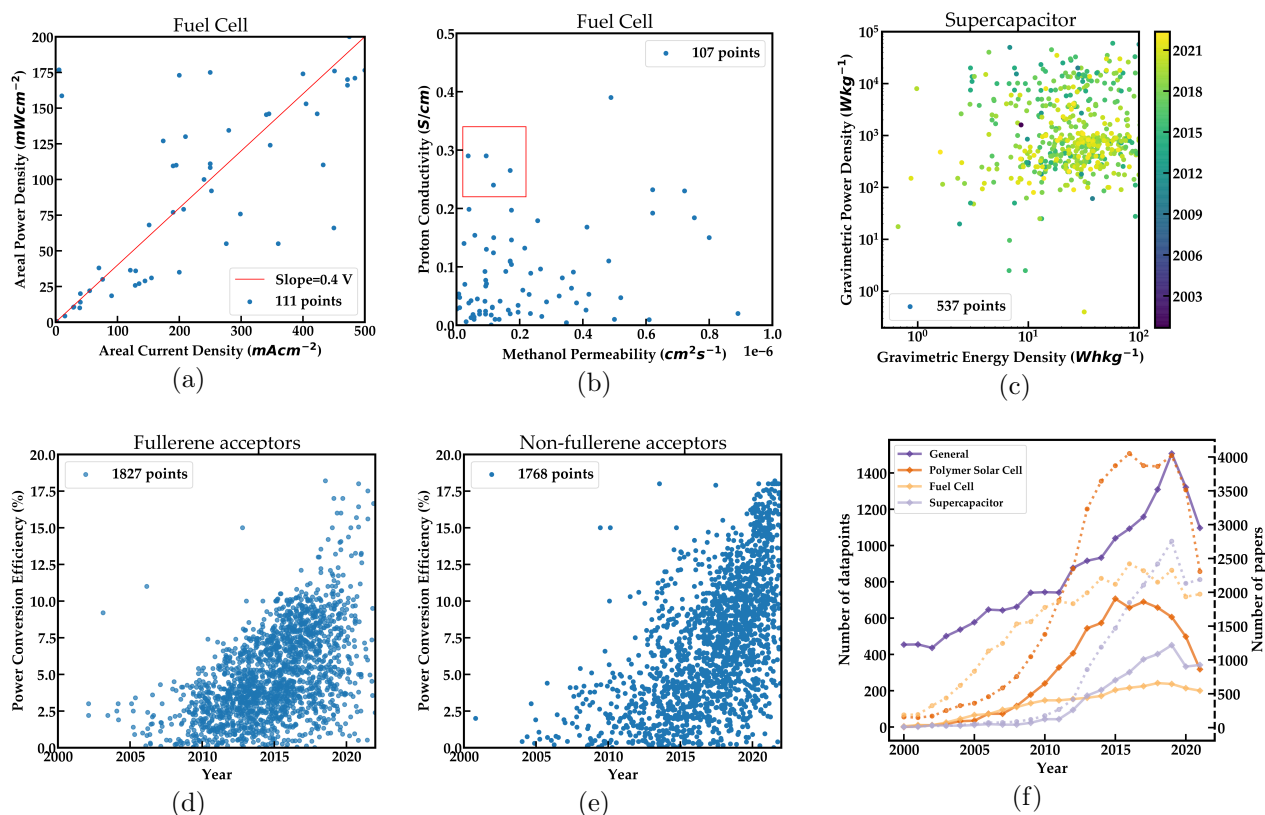 Fuel Cell
200
175
150
125
100
75
50
25
0
Areal Power Density (mWcm⁻²)
Slope=0.4 V
111 points
0 100 200 300 400 500
Areal Current Density (mAcm⁻²)
(a)
Fuel Cell
0.5
0.4
0.3
0.2
0.1
0.0
Proton Conductivity (S/cm)
107 points
0.0 0.2 0.4 0.6 0.8 1.0
Methanol Permeability (cm²s⁻¹) 1e-6
(b)
Supercapacitor
10⁵
10⁴
10³
10²
10¹
10⁰
Gravimetric Power Density (Wkg⁻¹)
537 points
10⁰ 10¹ 10²
Gravimetric Energy Density (Whkg⁻¹)
2021
2018
2015
2012
2009
2006
2003
(c)
Fullerene acceptors
20.0
17.5
15.0
12.5
10.0
7.5
5.0
2.5
0.0
Power Conversion Efficiency (%)
1827 points
2000 2005 2010 2015 2020
Year
(d)
Non-fullerene acceptors
20.0
17.5
15.0
12.5
10.0
7.5
5.0
2.5
0.0
Power Conversion Efficiency (%)
1768 points
2000 2005 2010 2015 2020
Year
(e)
General
Polymer Solar Cell
Fuel Cell
Supercapacitor
1400
1200
1000
800
600
400
200
0
Number of datapoints
4000
3500
3000
2500
2000
1500
1000
500
0
Number of papers
2000 2005 2010 2015 2020
Year
(f)